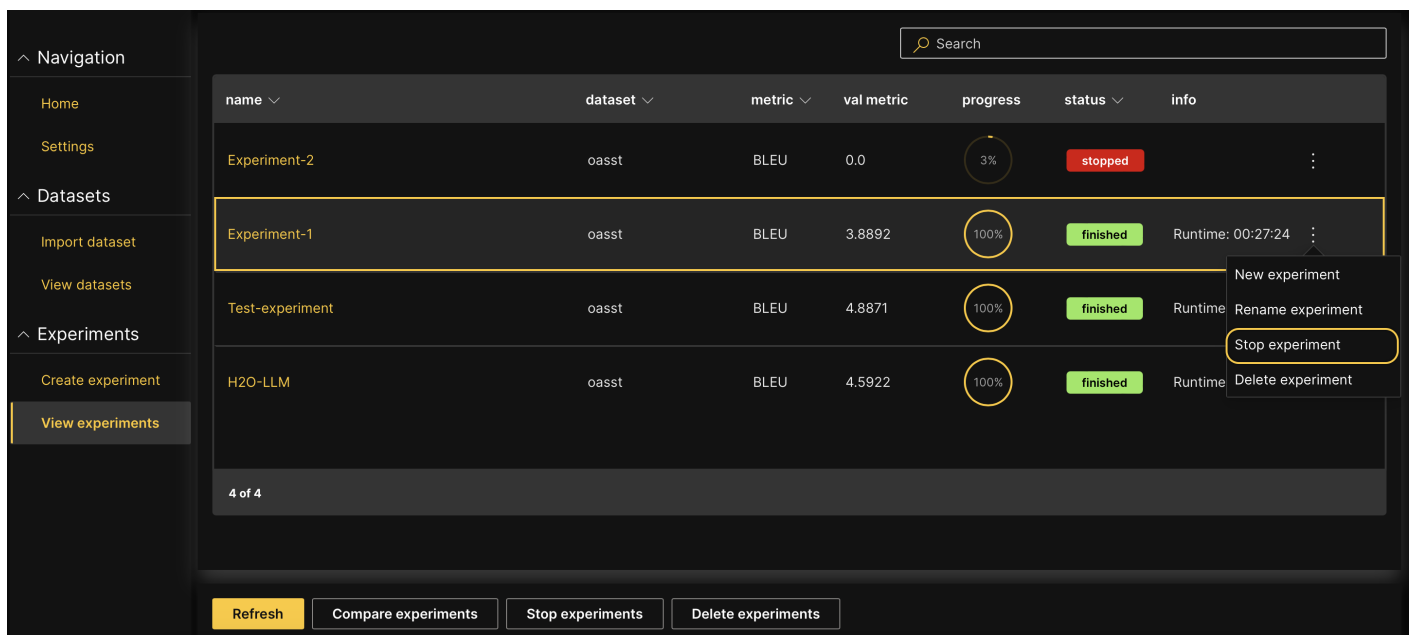 Navigation
Home
Settings
Datasets
Import dataset
View datasets
Experiments
Create experiment
View experiments
Search
name dataset metric val metric progress status info
Experiment-2 oasst BLEU 0.0 3% stopped
Experiment-1 oasst BLEU 3.8892 100% finished Runtime: 00:27:24
Test-experiment oasst BLEU 4.8871 100% finished Runtime
H2O-LLM oasst BLEU 4.5922 100% finished Runtime
New experiment
Rename experiment
Stop experiment
Delete experiment
4 of 4
Refresh Compare experiments Stop experiments Delete experiments